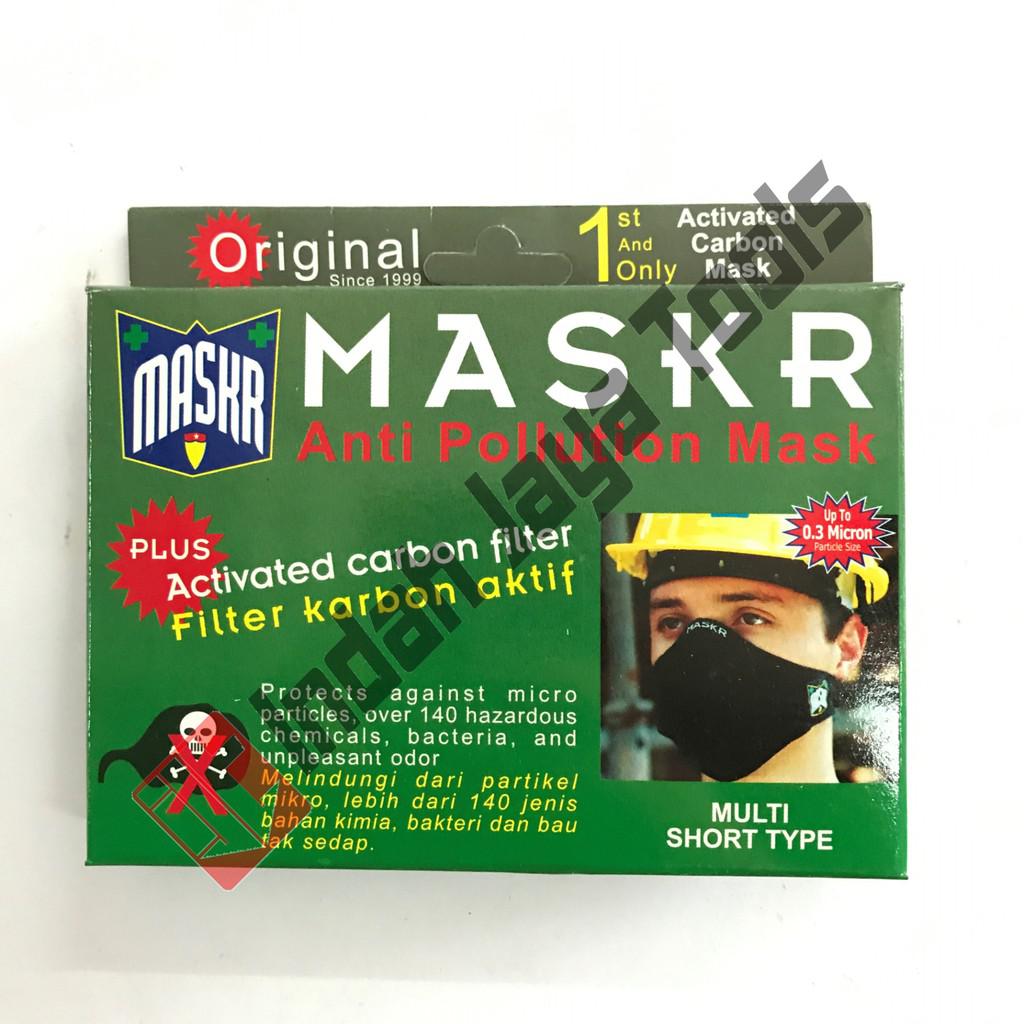 Original
Since 1999
1st
And
Only
Activated
Carbon
Mask
MASKR
MASKR
Anti Pollution Mask
PLUS
Activated carbon filter
Filter karbon aktif
Up To
0.3 Micron
Particle Size
MASKR
Protects against micro
particles, over 140 hazardous
chemicals, bacteria, and
unpleasant odor
Melindungi dari partikel
mikro, lebih dari 140 jenis
bahan kimia, bakteri dan bau
tak sedap.
MULTI
SHORT TYPE
Indah Jaya Tools